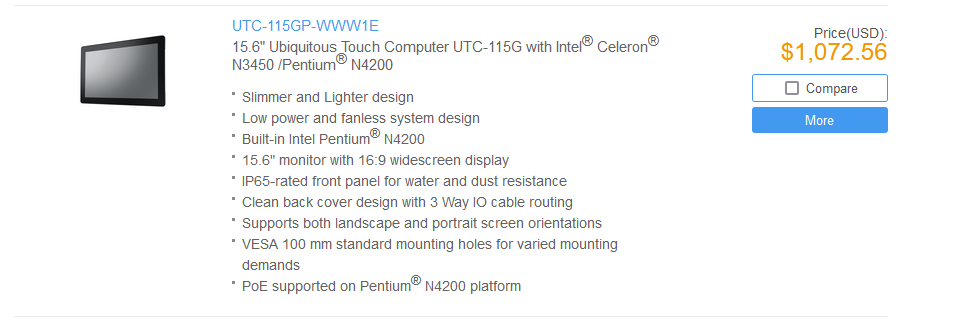 UTC-115GP-WWW1E
15.6" Ubiquitous Touch Computer UTC-115G with Intel® Celeron®
N3450 /Pentium® N4200
Slimmer and Lighter design
Low power and fanless system design
Built-in Intel Pentium® N4200
15.6" monitor with 16:9 widescreen display
IP65-rated front panel for water and dust resistance
Clean back cover design with 3 Way IO cable routing
Supports both landscape and portrait screen orientations
VESA 100 mm standard mounting holes for varied mounting
demands
PoE supported on Pentium® N4200 platform
Price(USD):
$1,072.56
Compare
More